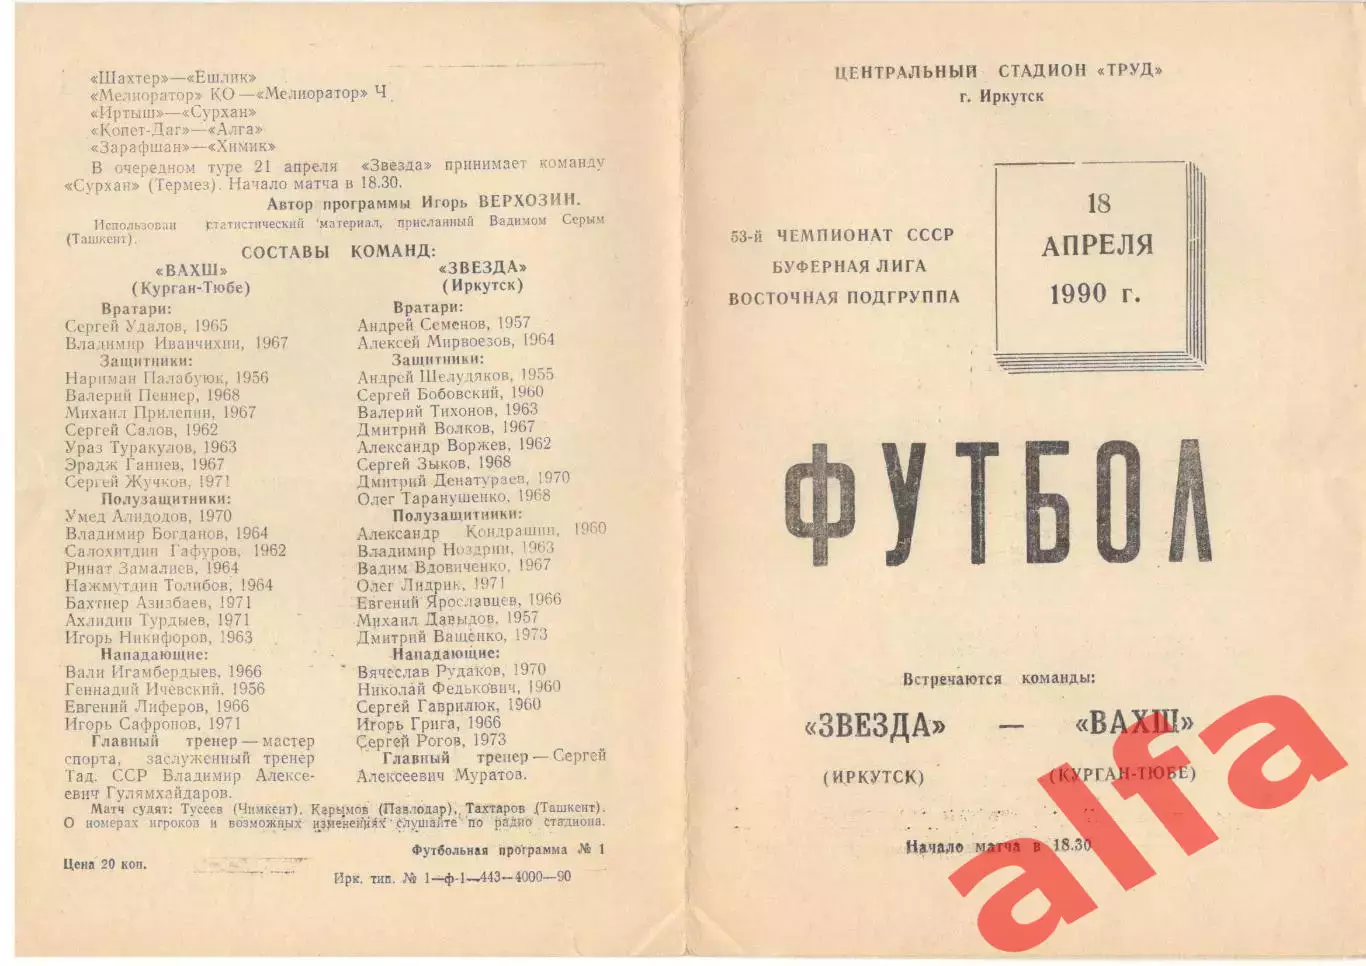 «Шахтер»—«Ешлик»
«Мелиоратор» КО—«Мелиоратор» Ч
«Иртыш»—«Сурхан»
«Копет-Даг»—«Алга»
«Зарафшан»—«Химик»
В очередном туре 21 апреля «Звезда» принимает команду
«Сурхан» (Термез). Начало матча в 18.30.
Автор программы Игорь ВЕРХОЗИН.
Использован статистический материал, присланный Вадимом Серым
(Ташкент).
СОСТАВЫ КОМАНД:
«ВАХШ»
(Курган-Тюбе)
Вратари:
Сергей Удалов, 1965
Владимир Иванчихин, 1967
Защитники:
Нариман Палабуюк, 1956
Валерий Пеннер, 1968
Михаил Прилепин, 1967
Сергей Салов, 1962
Ураз Туракулов, 1963
Эрадж Ганиев, 1967
Сергей Жучков, 1971
Полузащитники:
Умед Алидодов, 1970
Владимир Богданов, 1964
Салохитдин Гафуров, 1962
Ринат Замалиев, 1964
Нажмутдин Толибов, 1964
Бахтиер Азизбаев, 1971
Ахлидин Турдыев, 1971
Игорь Никифоров, 1963
Нападающие:
Вали Игамбердыев, 1966
Геннадий Ичевский, 1956
Евгений Лиферов, 1966
Игорь Сафронов, 1971
Главный тренер — мастер
спорта, заслуженный тренер
Тад. ССР Владимир Алексе-
евич Гулямхайдаров.
«ЗВЕЗДА»
(Иркутск)
Вратари:
Андрей Семенов, 1957
Алексей Мирвоезов, 1964
Защитники:
Андрей Шелудяков, 1955
Сергей Бобовский, 1960
Валерий Тихонов, 1963
Дмитрий Волков, 1967
Александр Воржев, 1962
Сергей Зыков, 1968
Дмитрий Денатураев, 1970
Олег Таранушенко, 1968
Полузащитники:
Александр Кондрашин, 1960
Владимир Ноздрин, 1963
Вадим Вдовиченко, 1967
Олег Лидрик, 1971
Евгений Ярославцев, 1966
Михаил Давыдов, 1957
Дмитрий Ващенко, 1973
Нападающие:
Вячеслав Рудаков, 1970
Николай Федькович, 1960
Сергей Гаврилюк, 1960
Игорь Грига, 1966
Сергей Рогов, 1973
Главный тренер — Сергей
Алексеевич Муратов.
Матч судят: Тусеев (Чимкент), Карымов (Павлодар), Тахтаров (Ташкент).
О номерах игроков и возможных изменениях слушайте по радио стадиона.
Футбольная программа № 1
Цена 20 коп.
Ирк. тип. № 1—ф-1—443—4000—90
ЦЕНТРАЛЬНЫЙ СТАДИОН «ТРУД»
г. Иркутск
53-й ЧЕМПИОНАТ СССР
БУФЕРНАЯ ЛИГА
ВОСТОЧНАЯ ПОДГРУППА
18
АПРЕЛЯ
1990 г.
ФУТБОЛ
Встречаются команды:
«ЗВЕЗДА» — «ВАХШ»
(ИРКУТСК) (КУРГАН-ТЮБЕ)
Начало матча в 18.30
alfa